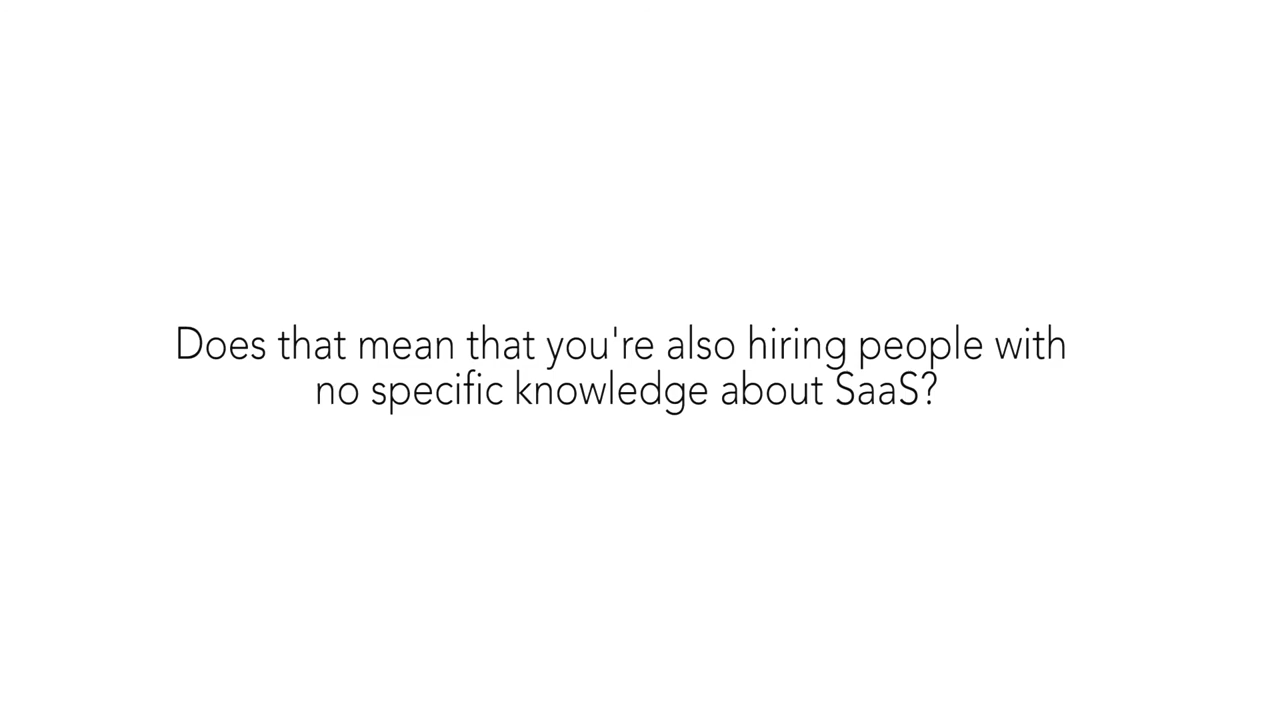 Does that mean that you're also hiring people with
no specific knowledge about SaaS?